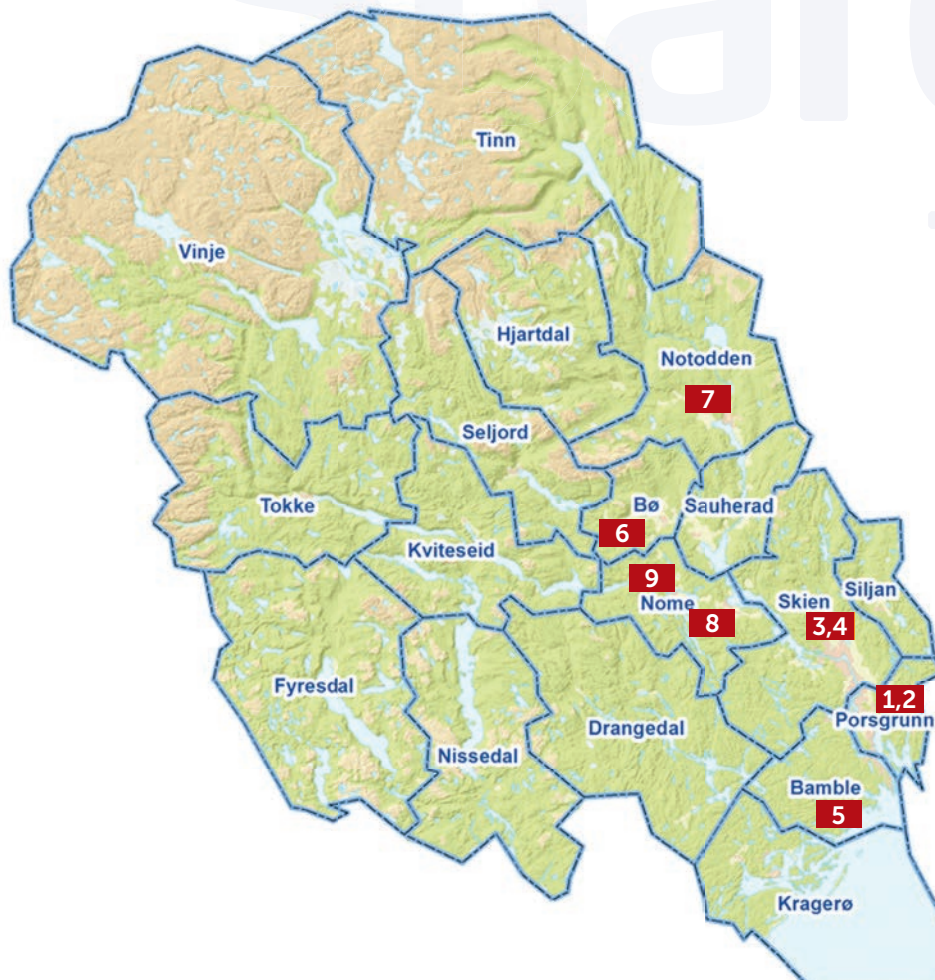 Tinn
Vinje
Hjartdal
Notodden
7
Seljord
Tokke
Bø
Sauherad
6
Kviteseid
9
Nome
8
Skien
3,4
Siljan
Fyresdal
1,2
Porsgrunn
Drangedal
Nissedal
Bamble
5
Kragerø